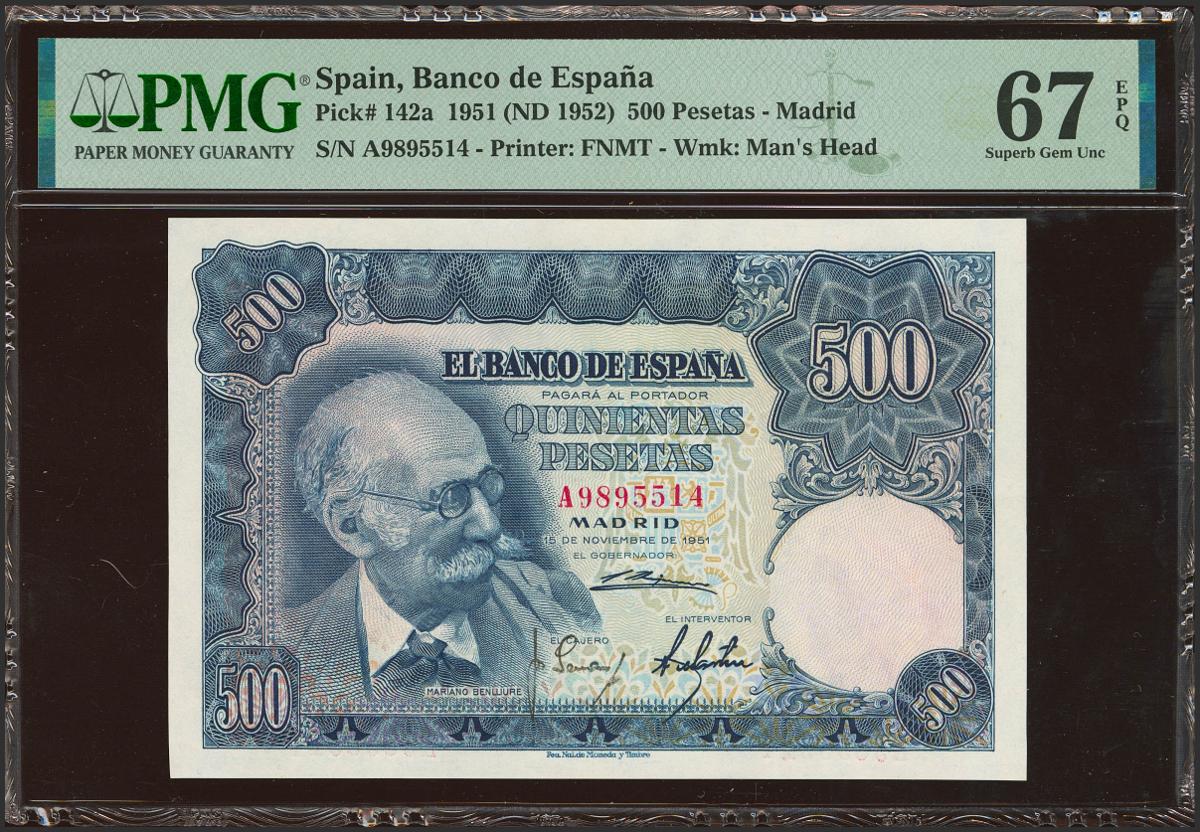 PMG®
PAPER MONEY GUARANTY
Spain, Banco de España
Pick# 142a 1951 (ND 1952) 500 Pesetas - Madrid
S/N A9895514 - Printer: FNMT - Wmk: Man's Head
67
EPQ
Superb Gem Unc
500
500
EL BANCO DE ESPAÑA
PAGARÁ AL PORTADOR
QUINIENTAS
PESETAS
A9895514
MADRID
15 DE NOVIEMBRE DE 1951
EL GOBERNADOR:
EL INTERVENTOR
EL CAJERO
MARIANO BENLLIURE
500
500
Fca. Nal. de Moneda y Timbre